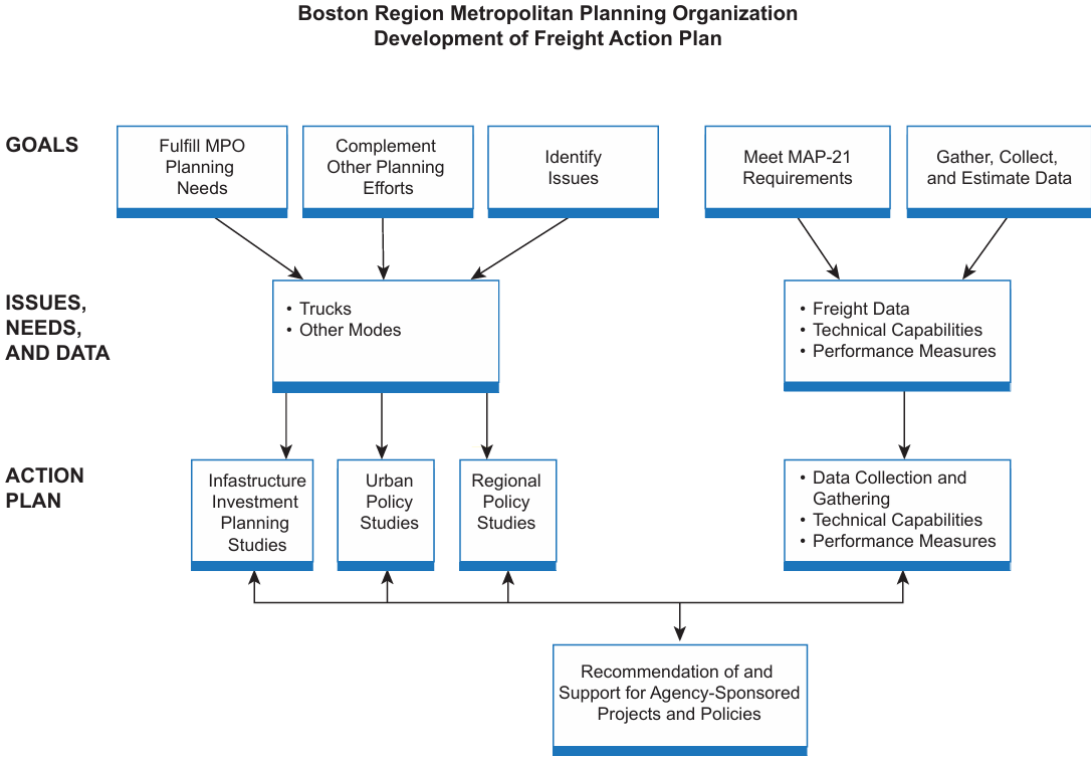 Boston Region Metropolitan Planning Organization
Development of Freight Action Plan
GOALS
Fulfill MPO
Planning
Needs
Complement
Other Planning
Efforts
Identify
Issues
Meet MAP-21
Requirements
Gather, Collect,
and Estimate Data
ISSUES,
NEEDS,
AND DATA
• Trucks
• Other Modes
• Freight Data
• Technical Capabilities
• Performance Measures
ACTION
PLAN
Infastructure
Investment
Planning
Studies
Urban
Policy
Studies
Regional
Policy
Studies
• Data Collection and
Gathering
• Technical Capabilities
• Performance Measures
Recommendation of and
Support for Agency-Sponsored
Projects and Policies